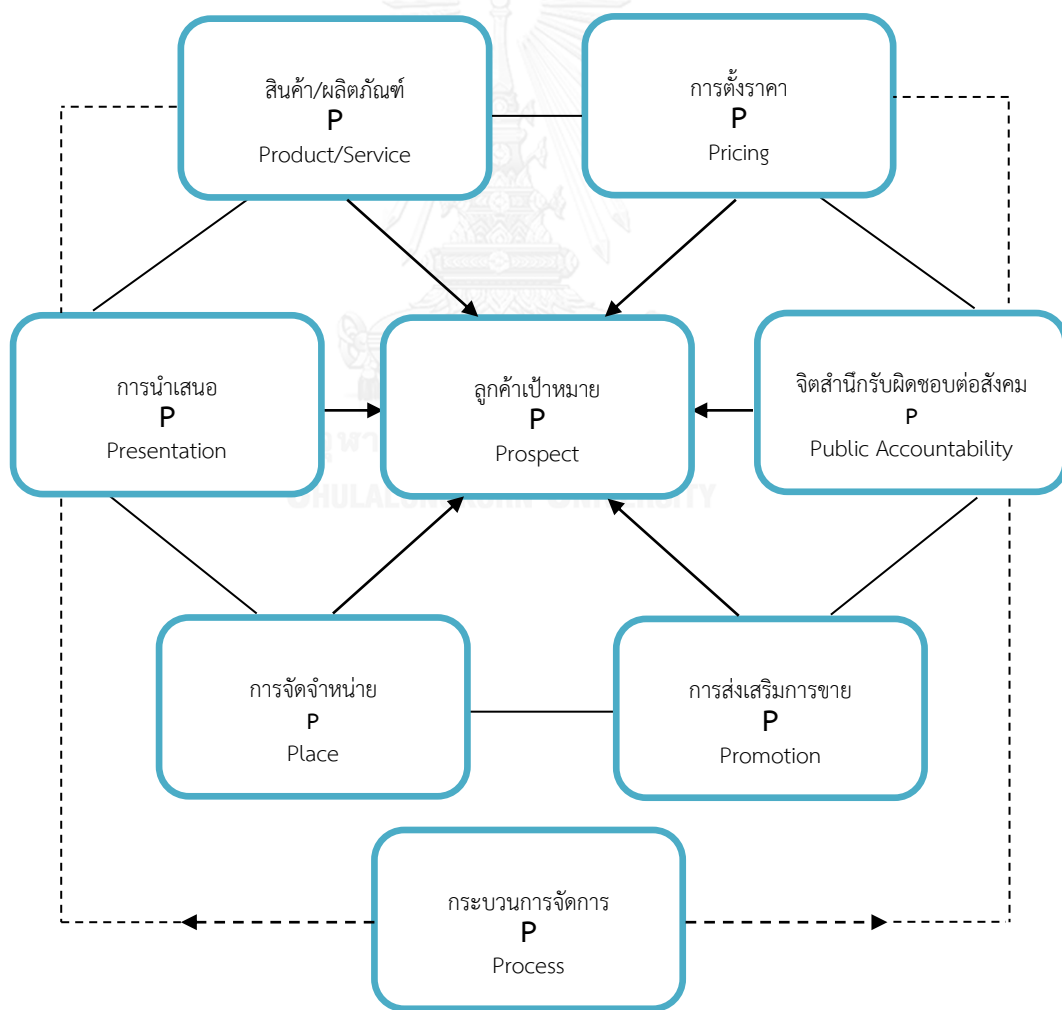 สินค้า/ผลิตภัณฑ์
P
Product/Service
การตั้งราคา
P
Pricing
การนำเสนอ
P
Presentation
ลูกค้าเป้าหมาย
P
Prospect
จิตสำนึกรับผิดชอบต่อสังคม
P
Public Accountability
การจัดจำหน่าย
P
Place
การส่งเสริมการขาย
P
Promotion
กระบวนการจัดการ
P
Process